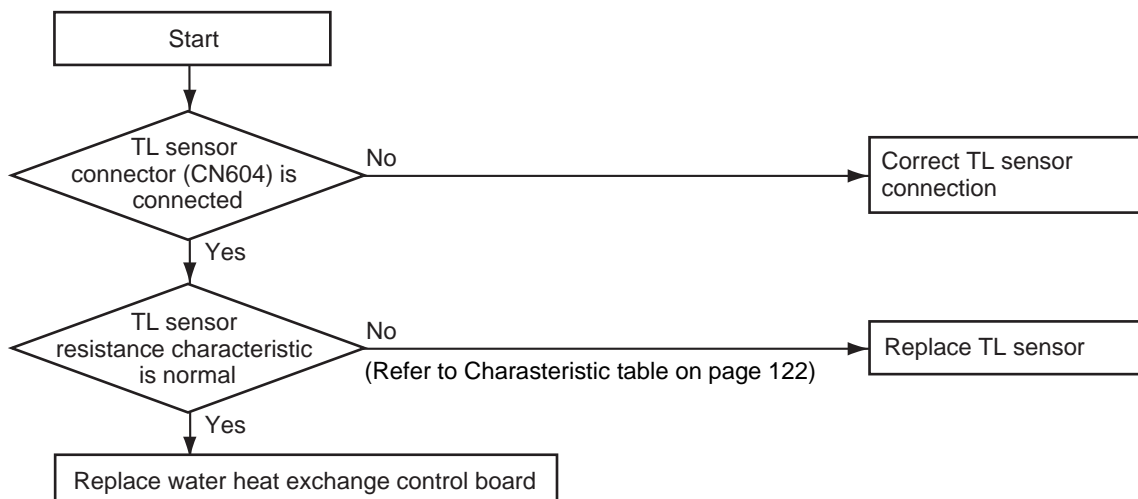 Start
TL sensor
connector (CN604) is
connected
No
Correct TL sensor
connection
Yes
TL sensor
resistance characteristic
is normal
No
(Refer to Charasteristic table on page 122)
Replace TL sensor
Yes
Replace water heat exchange control board